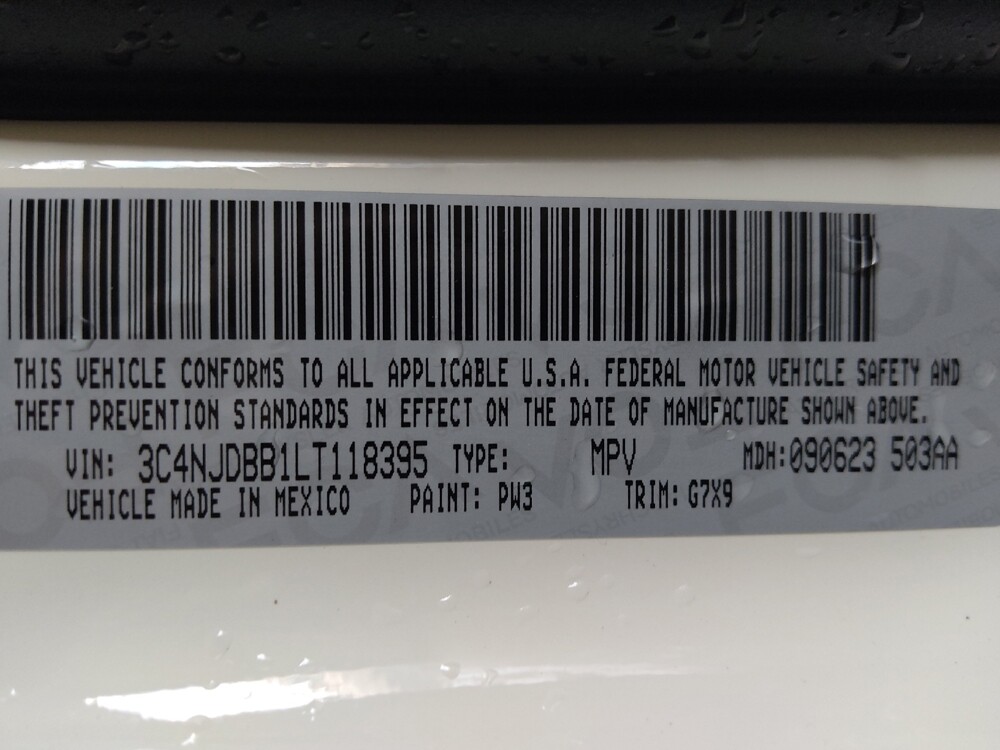 THIS VEHICLE CONFORMS TO ALL APPLICABLE U.S.A. FEDERAL MOTOR VEHICLE SAFETY AND
THEFT PREVENTION STANDARDS IN EFFECT ON THE DATE OF MANUFACTURE SHOWN ABOVE.
VIN: 3C4NJDBB1LT118395 TYPE: MPV MDH:090623 503AA
VEHICLE MADE IN MEXICO PAINT: PW3 TRIM: G7X9